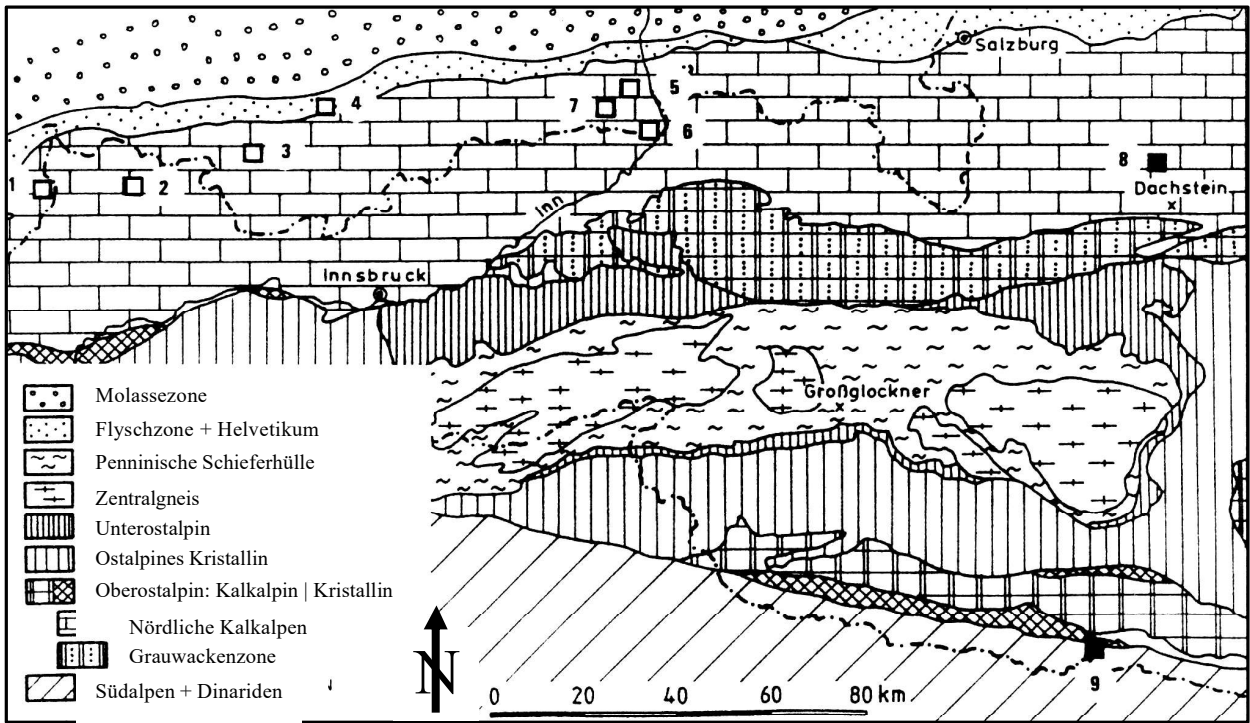 Salzburg
4
5
7
6
3
8
1
2
Dachstein
Inn
Innsbruck
Großglockner
Molassezone
Flyschzone + Helvetikum
Penninische Schieferhülle
Zentralgneis
Unterostalpin
Ostalpines Kristallin
Oberostalpin: Kalkalpin | Kristallin
Nördliche Kalkalpen
Grauwackenzone
Südalpen + Dinariden
N
0 20 40 60 80 km
9